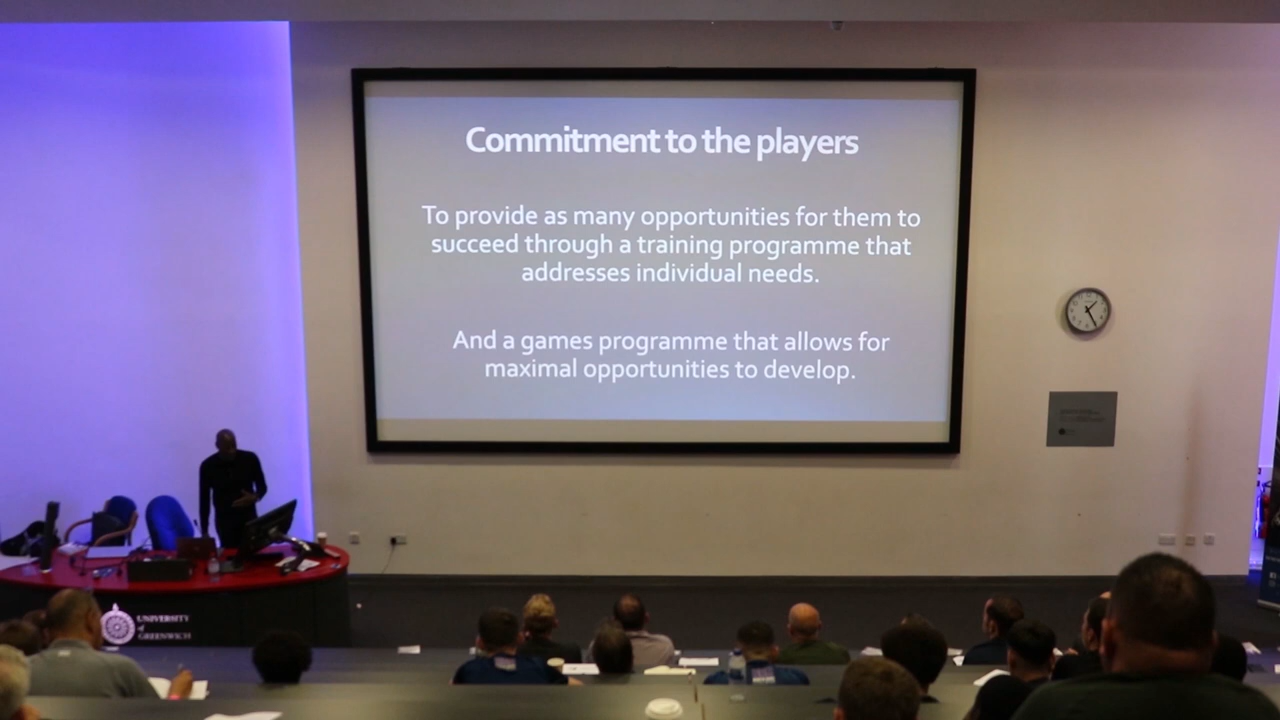 Commitment to the players
To provide as many opportunities for them to
succeed through a training programme that
addresses individual needs.
And a games programme that allows for
maximal opportunities to develop.
UNIVERSITY
of
GREENWICH